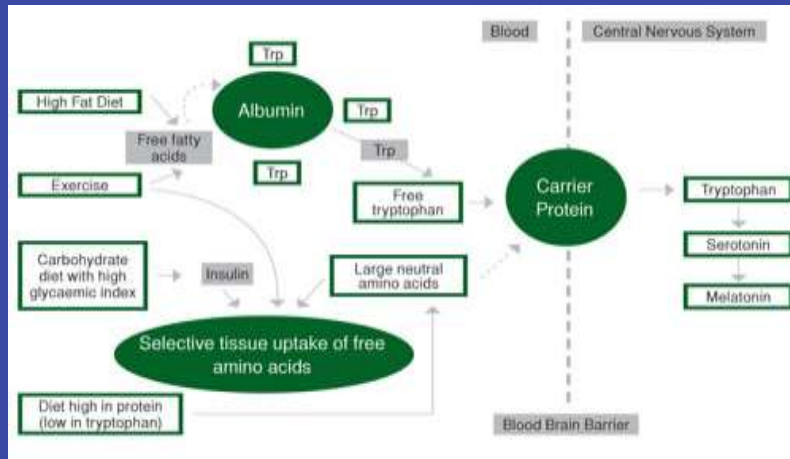 Blood
Central Nervous System
Trp
High Fat Diet
Albumin
Trp
Free fatty
acids
Trp
Trp
Exercise
Free
tryptophan
Carrier
Protein
Tryptophan
Serotonin
Melatonin
Carbohydrate
diet with high
glycaemic index
Insulin
Large neutral
amino acids
Selective tissue uptake of free
amino acids
Diet high in protein
(low in tryptophan)
Blood Brain Barrier